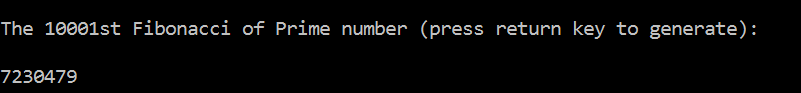 The 10001st Fibonacci of Prime number (press return key to generate):
7230479